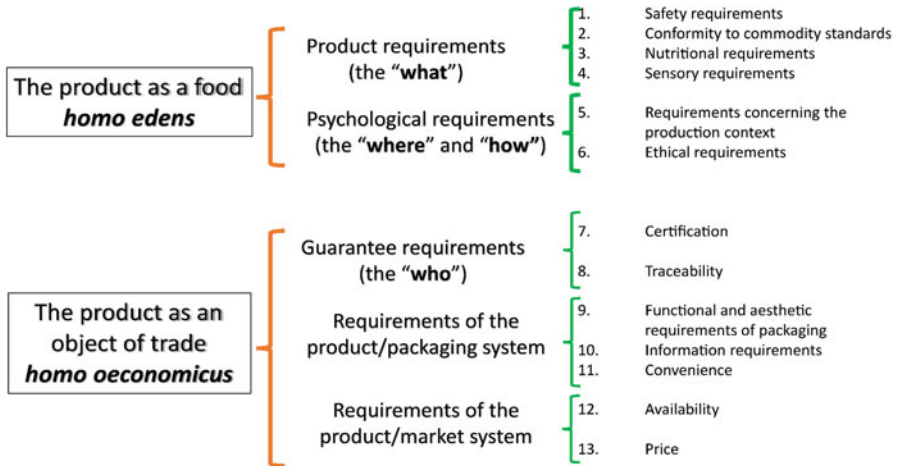 The product as a food
homo edens
Product requirements
(the “what”)
1. Safety requirements
2. Conformity to commodity standards
3. Nutritional requirements
4. Sensory requirements
Psychological requirements
(the “where” and “how”)
5. Requirements concerning the
production context
6. Ethical requirements
The product as an
object of trade
homo oeconomicus
Guarantee requirements
(the “who”)
7. Certification
8. Traceability
Requirements of the
product/packaging system
9. Functional and aesthetic
requirements of packaging
10. Information requirements
11. Convenience
Requirements of the
product/market system
12. Availability
13. Price